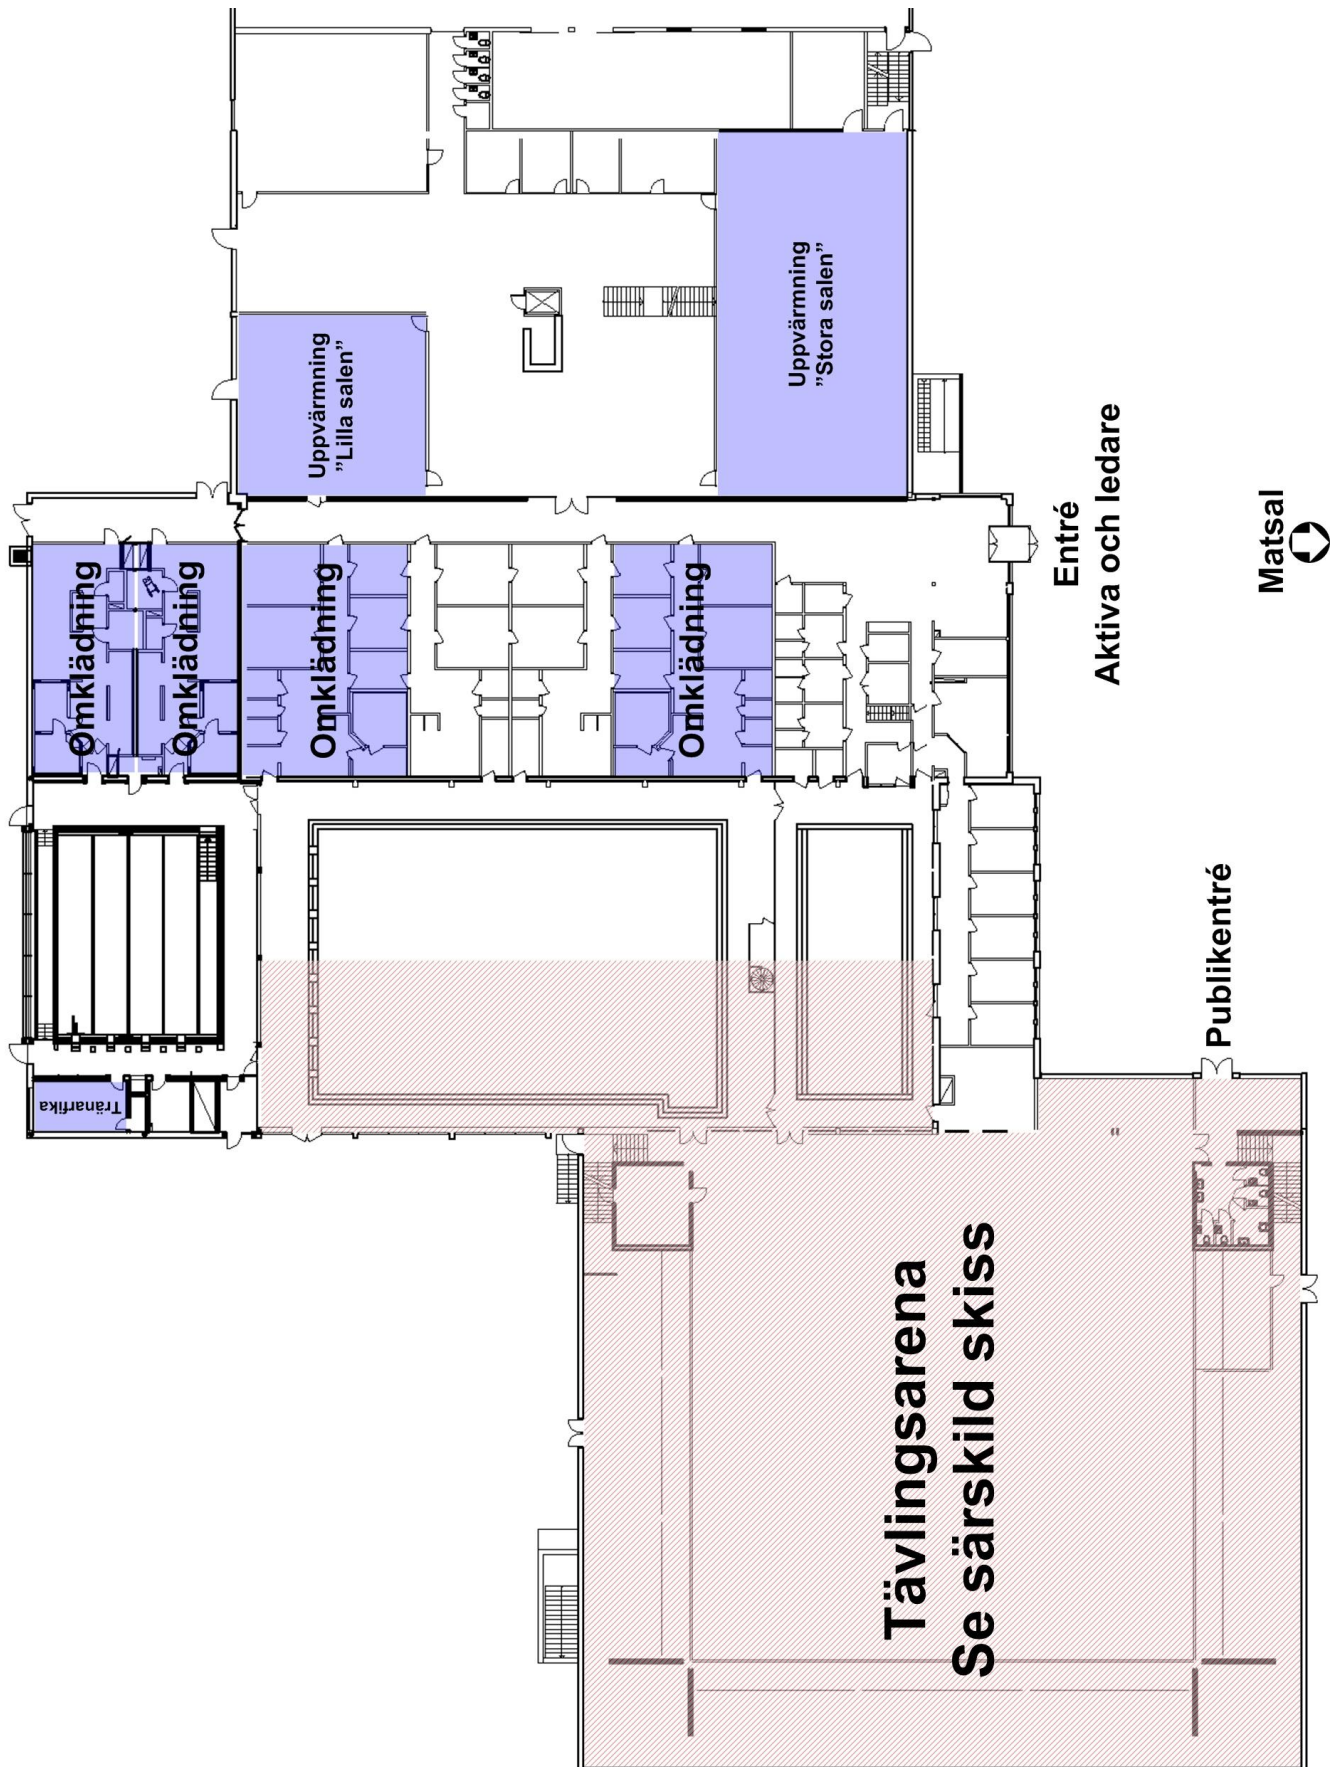 Uppvärmning
”Lilla salen”
Uppvärmning
”Stora salen”
Entré
Aktiva och ledare
Matsal
Omklädning
Omklädning
Omklädning
Omklädning
Publikentré
Tränarfika
Tävlingsarena
Se särskild skiss